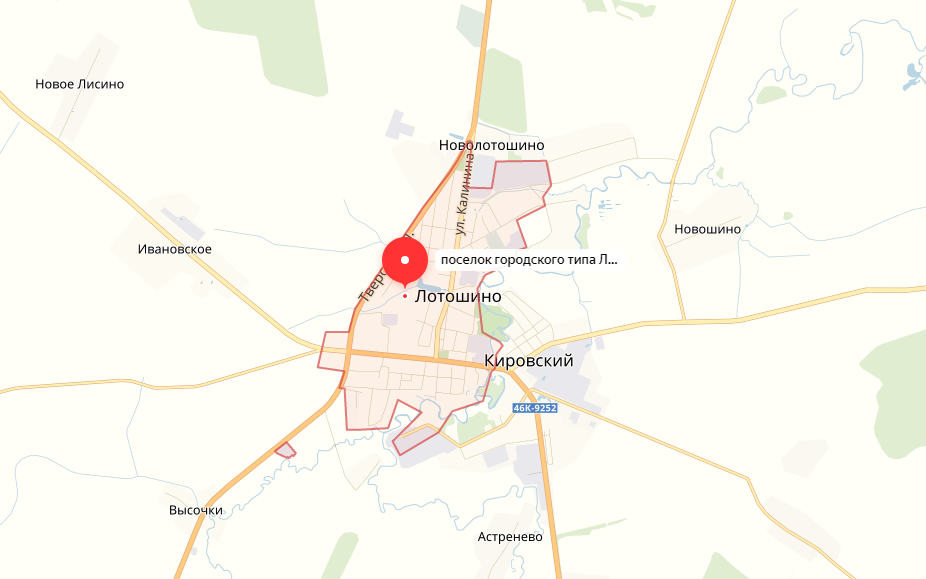 Новое Лисино
Новолотошино
ул. Калинина
Новошино
Ивановское
поселок городского типа Л...
Лотошино
Кировский
46К-9252
Высочки
Астренево